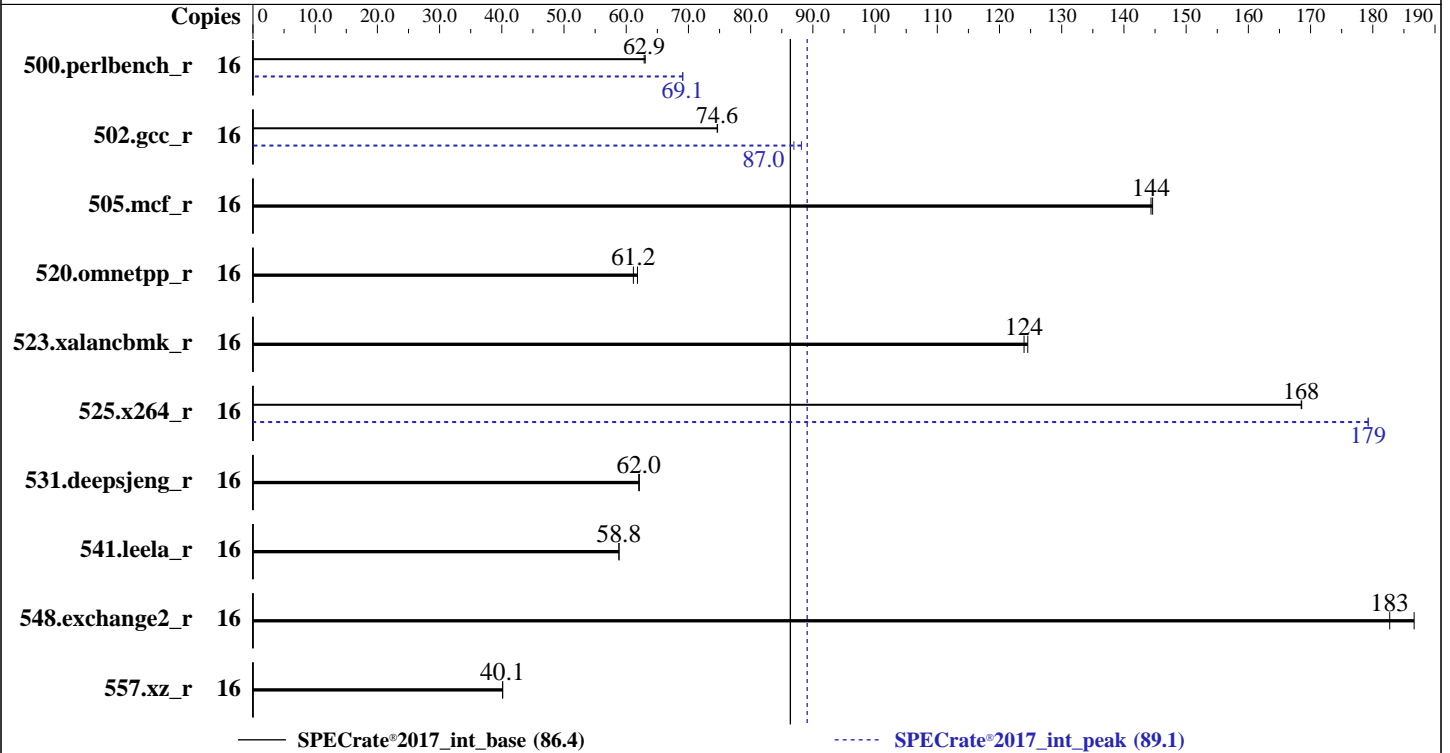 Copies 0 10.0 20.0 30.0 40.0 50.0 60.0 70.0 80.0 90.0 100 110 120 130 140 150 160 170 190
500.perlbench_r 16 62.9
69.1
502.gcc_r 16 74.6
87.0
505.mcf_r 16 144
520.omnetpp_r 16 61.2
523.xalancbmk_r 16 124
525.x264_r 16 168
179
531.deepsjeng_r 16 62.0
541.leela_r 16 58.8
548.exchange2_r 16 183
557.xz_r 16 40.1
SPECrate®2017_int_base (86.4) SPECrate®2017_int_peak (89.1)